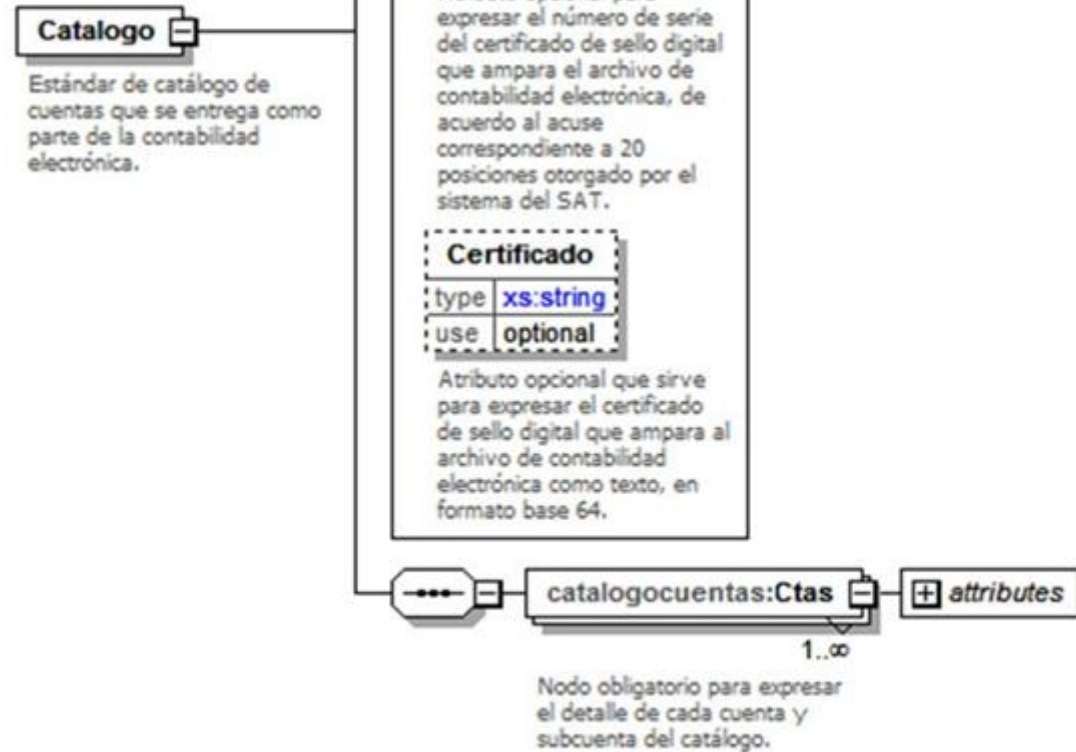 Catalogo
Estándar de catálogo de
cuentas que se entrega como
parte de la contabilidad
electrónica.
expresar el número de serie
del certificado de sello digital
que ampara el archivo de
contabilidad electrónica, de
acuerdo al acuse
correspondiente a 20
posiciones otorgado por el
sistema del SAT.
Certificado
type xs:string
use optional
Atributo opcional que sirve
para expresar el certificado
de sello digital que ampara al
archivo de contabilidad
electrónica como texto, en
formato base 64.
catalogocuentas:Ctas
attributes
1..∞
Nodo obligatorio para expresar
el detalle de cada cuenta y
subcuenta del catálogo.